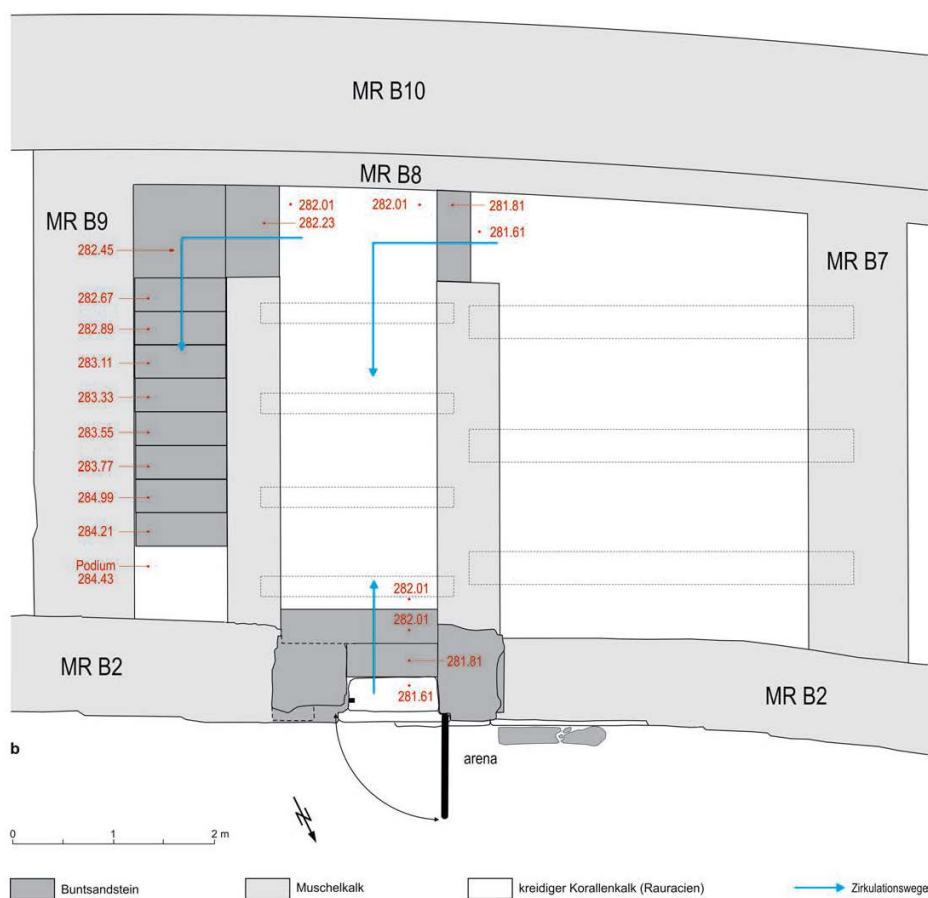 MR B10
MR B8
MR B9
282.01
282.01
281.81
282.23
281.61
282.45
MR B7
282.67
282.89
283.11
283.33
283.55
283.77
284.99
284.21
Podium
284.43
282.01
282.01
MR B2
281.81
281.61
MR B2
b
arena
N
0
1
2 m
Buntsandstein
Muschelkalk
kreidiger Korallenkalk (Rauracien)
Zirkulationswege